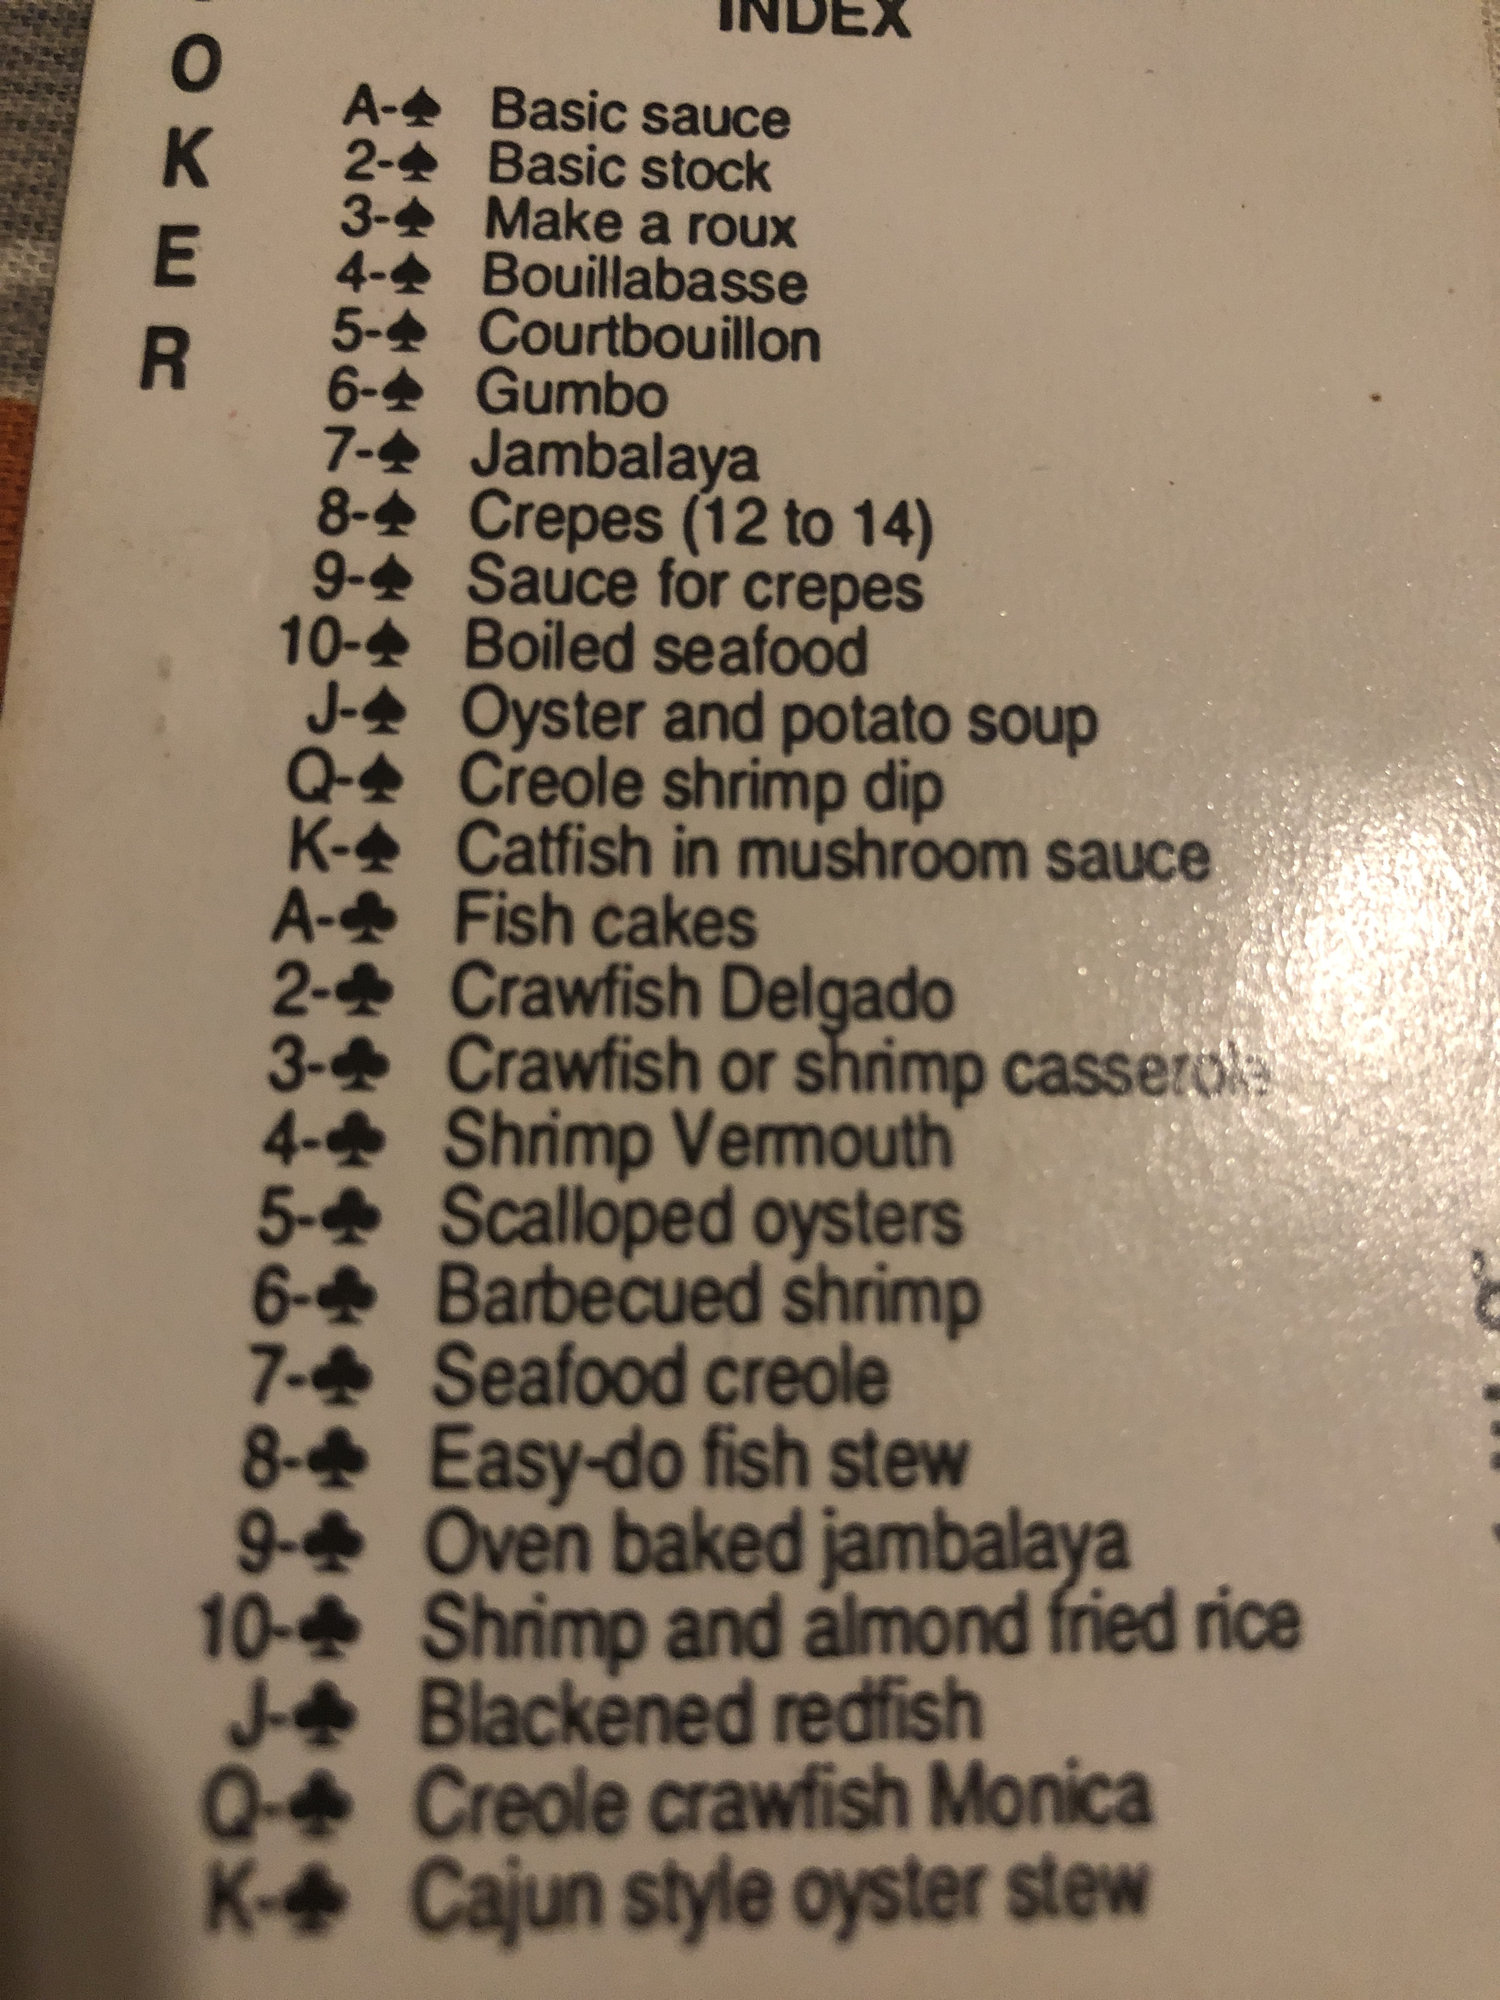 INDEX
O
K
E
R
A-♠ Basic sauce
2-♠ Basic stock
3-♠ Make a roux
4-♠ Bouillabasse
5-♠ Courtbouillon
6-♠ Gumbo
7-♠ Jambalaya
8-♠ Crepes (12 to 14)
9-♠ Sauce for crepes
10-♠ Boiled seafood
J-♠ Oyster and potato soup
Q-♠ Creole shrimp dip
K-♠ Catfish in mushroom sauce
A-♣ Fish cakes
2-♣ Crawfish Delgado
3-♣ Crawfish or shrimp casserole
4-♣ Shrimp Vermouth
5-♣ Scalloped oysters
6-♣ Barbecued shrimp
7-♣ Seafood creole
8-♣ Easy-do fish stew
9-♣ Oven baked jambalaya
10-♣ Shrimp and almond fried rice
J-♣ Blackened redfish
Q-♣ Creole crawfish Monica
K-♣ Cajun style oyster stew